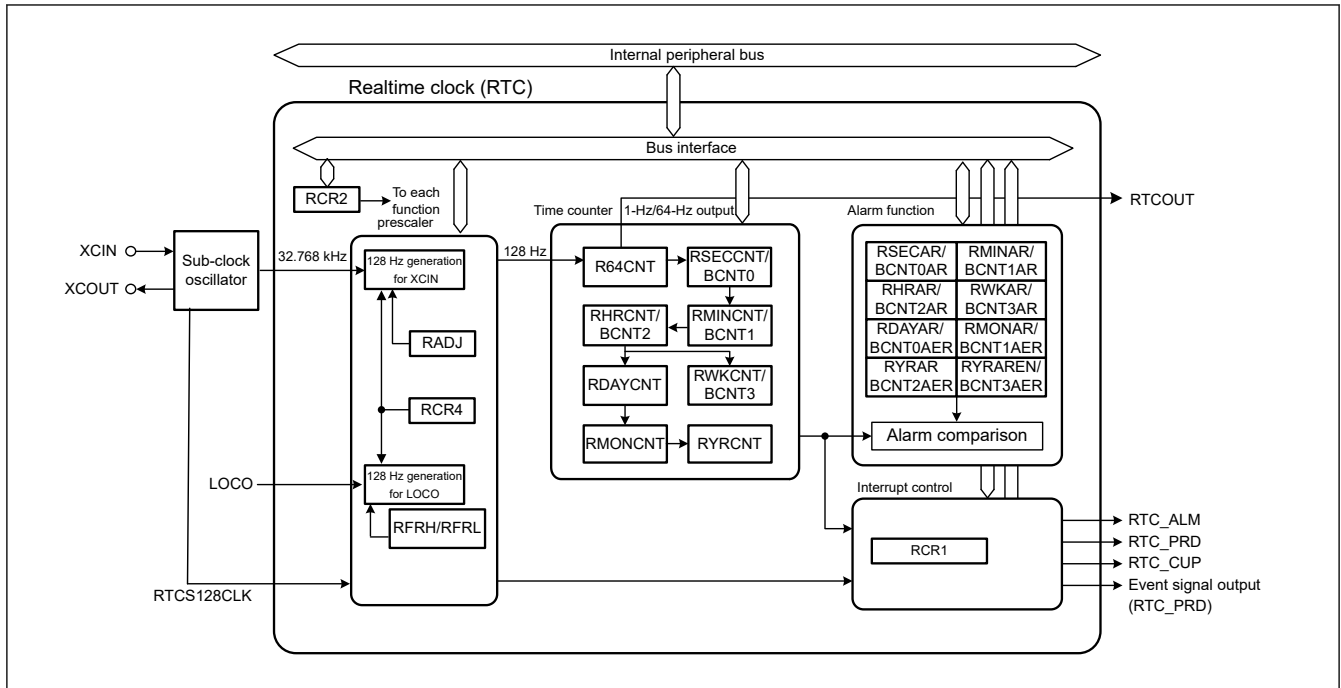 Internal peripheral bus
Realtime clock (RTC)
Bus interface
RCR2
To each
function
prescaler
Time counter
1-Hz/64-Hz output
Alarm function
RTCOUT
XCIN
XCOUT
Sub-clock
oscillator
32.768 kHz
128 Hz generation
for XCIN
128 Hz
RADJ
RCR4
LOCO
128 Hz generation
for LOCO
RFRH/RFRL
RTCS128CLK
R64CNT
RSECCNT/
BCNT0
RHRCNT/
BCNT2
RMINCNT/
BCNT1
RDAYCNT
RWKCNT/
BCNT3
RMONCNT
RYRCNT
RSECAR/
BCNT0AR
RMINAR/
BCNT1AR
RHRAR/
BCNT2AR
RWKAR/
BCNT3AR
RDAYAR/
BCNT0AER
RMONAR/
BCNT1AER
RYRAR
BCNT2AER
RYRAREN/
BCNT3AER
Alarm comparison
Interrupt control
RCR1
RTC_ALM
RTC_PRD
RTC_CUP
Event signal output
(RTC_PRD)